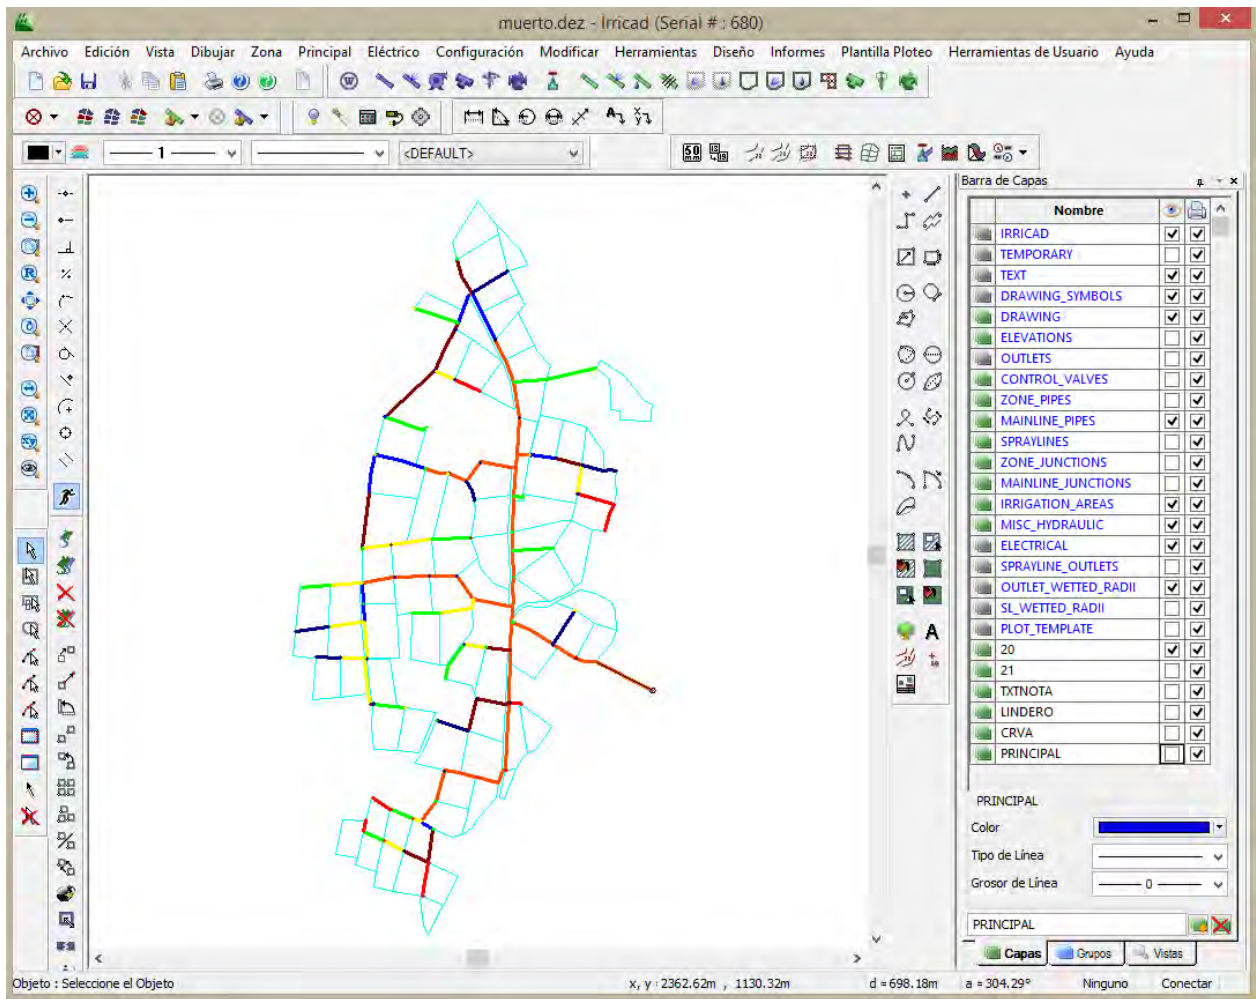 muerto.dez - Irricad (Serial # : 680)
Archivo Edición Vista Dibujar Zona Principal Eléctrico Configuración Modificar Herramientas Diseño Informes Plantilla Ploteo Herramientas de Usuario Ayuda
1 <DEFAULT> 50
Barra de Capas
Nombre
IRRICAD
TEMPORARY
TEXT
DRAWING_SYMBOLS
DRAWING
ELEVATIONS
OUTLETS
CONTROL_VALVES
ZONE_PIPES
MAINLINE_PIPES
SPRAYLINES
ZONE_JUNCTIONS
MAINLINE_JUNCTIONS
IRRIGATION_AREAS
MISC_HYDRAULIC
ELECTRICAL
SPRAYLINE_OUTLETS
OUTLET_WETTED_RADII
SL_WETTED_RADII
PLOT_TEMPLATE
20
21
TXTNOTA
LINDERO
CRVA
PRINCIPAL
PRINCIPAL
Color
Tipo de Línea
Grosor de Línea 0
PRINCIPAL
Capas Grupos Vistas
Objeto : Seleccione el Objeto x, y : 2362.62m , 1130.32m d = 698.18m a = 304.29° Ninguno Conectar